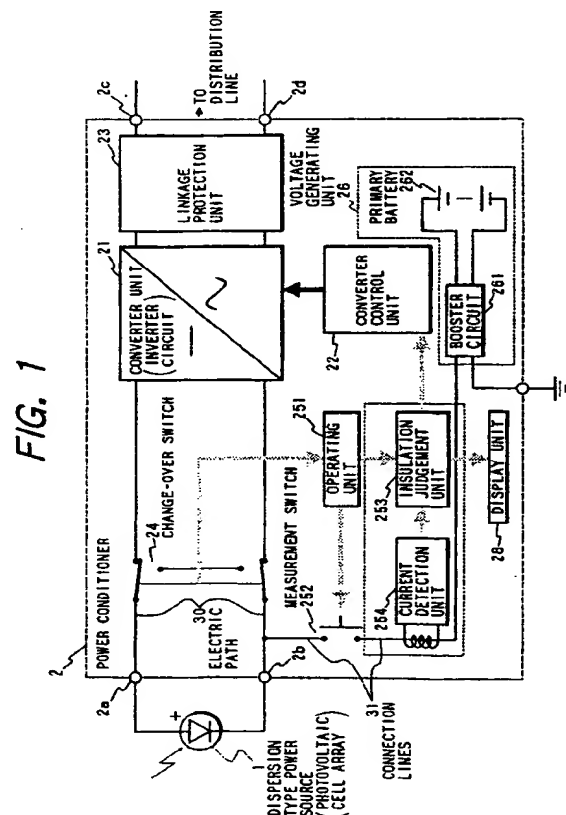 FIG. 1
2
POWER CONDITIONER
2a
2b
1
DISPERSION
TYPE POWER
SOURCE
(PHOTOVOLTAIC)
(CELL ARRAY)
24
CHANGE-OVER SWITCH
30
ELECTRIC
PATH
MEASUREMENT SWITCH
252
31
CONNECTION
LINES
21
CONVERTER UNIT
(INVERTER)
(CIRCUIT)
23
LINKAGE
PROTECTION
UNIT
2c
2d
TO
DISTRIBUTION
LINE
22
CONVERTER
CONTROL
UNIT
VOLTAGE
GENERATING
UNIT
26
PRIMARY
BATTERY
262
BOOSTER
CIRCUIT
261
251
OPERATING
UNIT
253
INSULATION
JUDGEMENT
UNIT
254
CURRENT
DETECTION
UNIT
28
DISPLAY UNIT